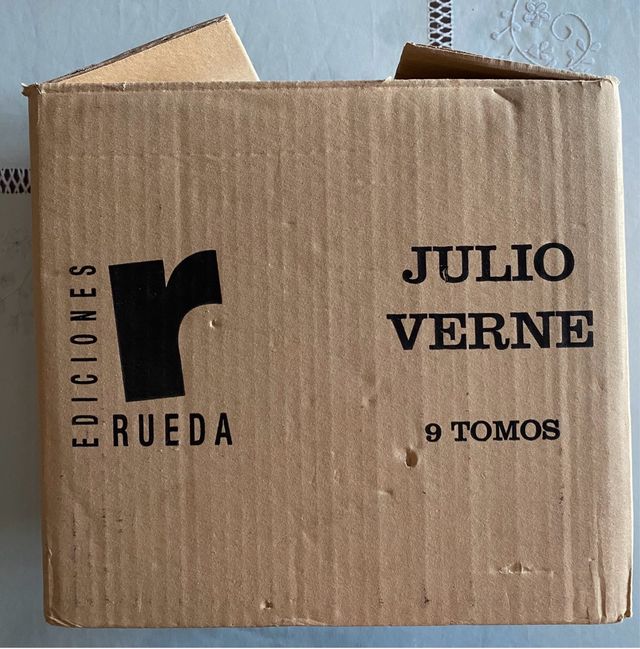 EDICIONES
r
RUEDA
JULIO
VERNE
9 TOMOS